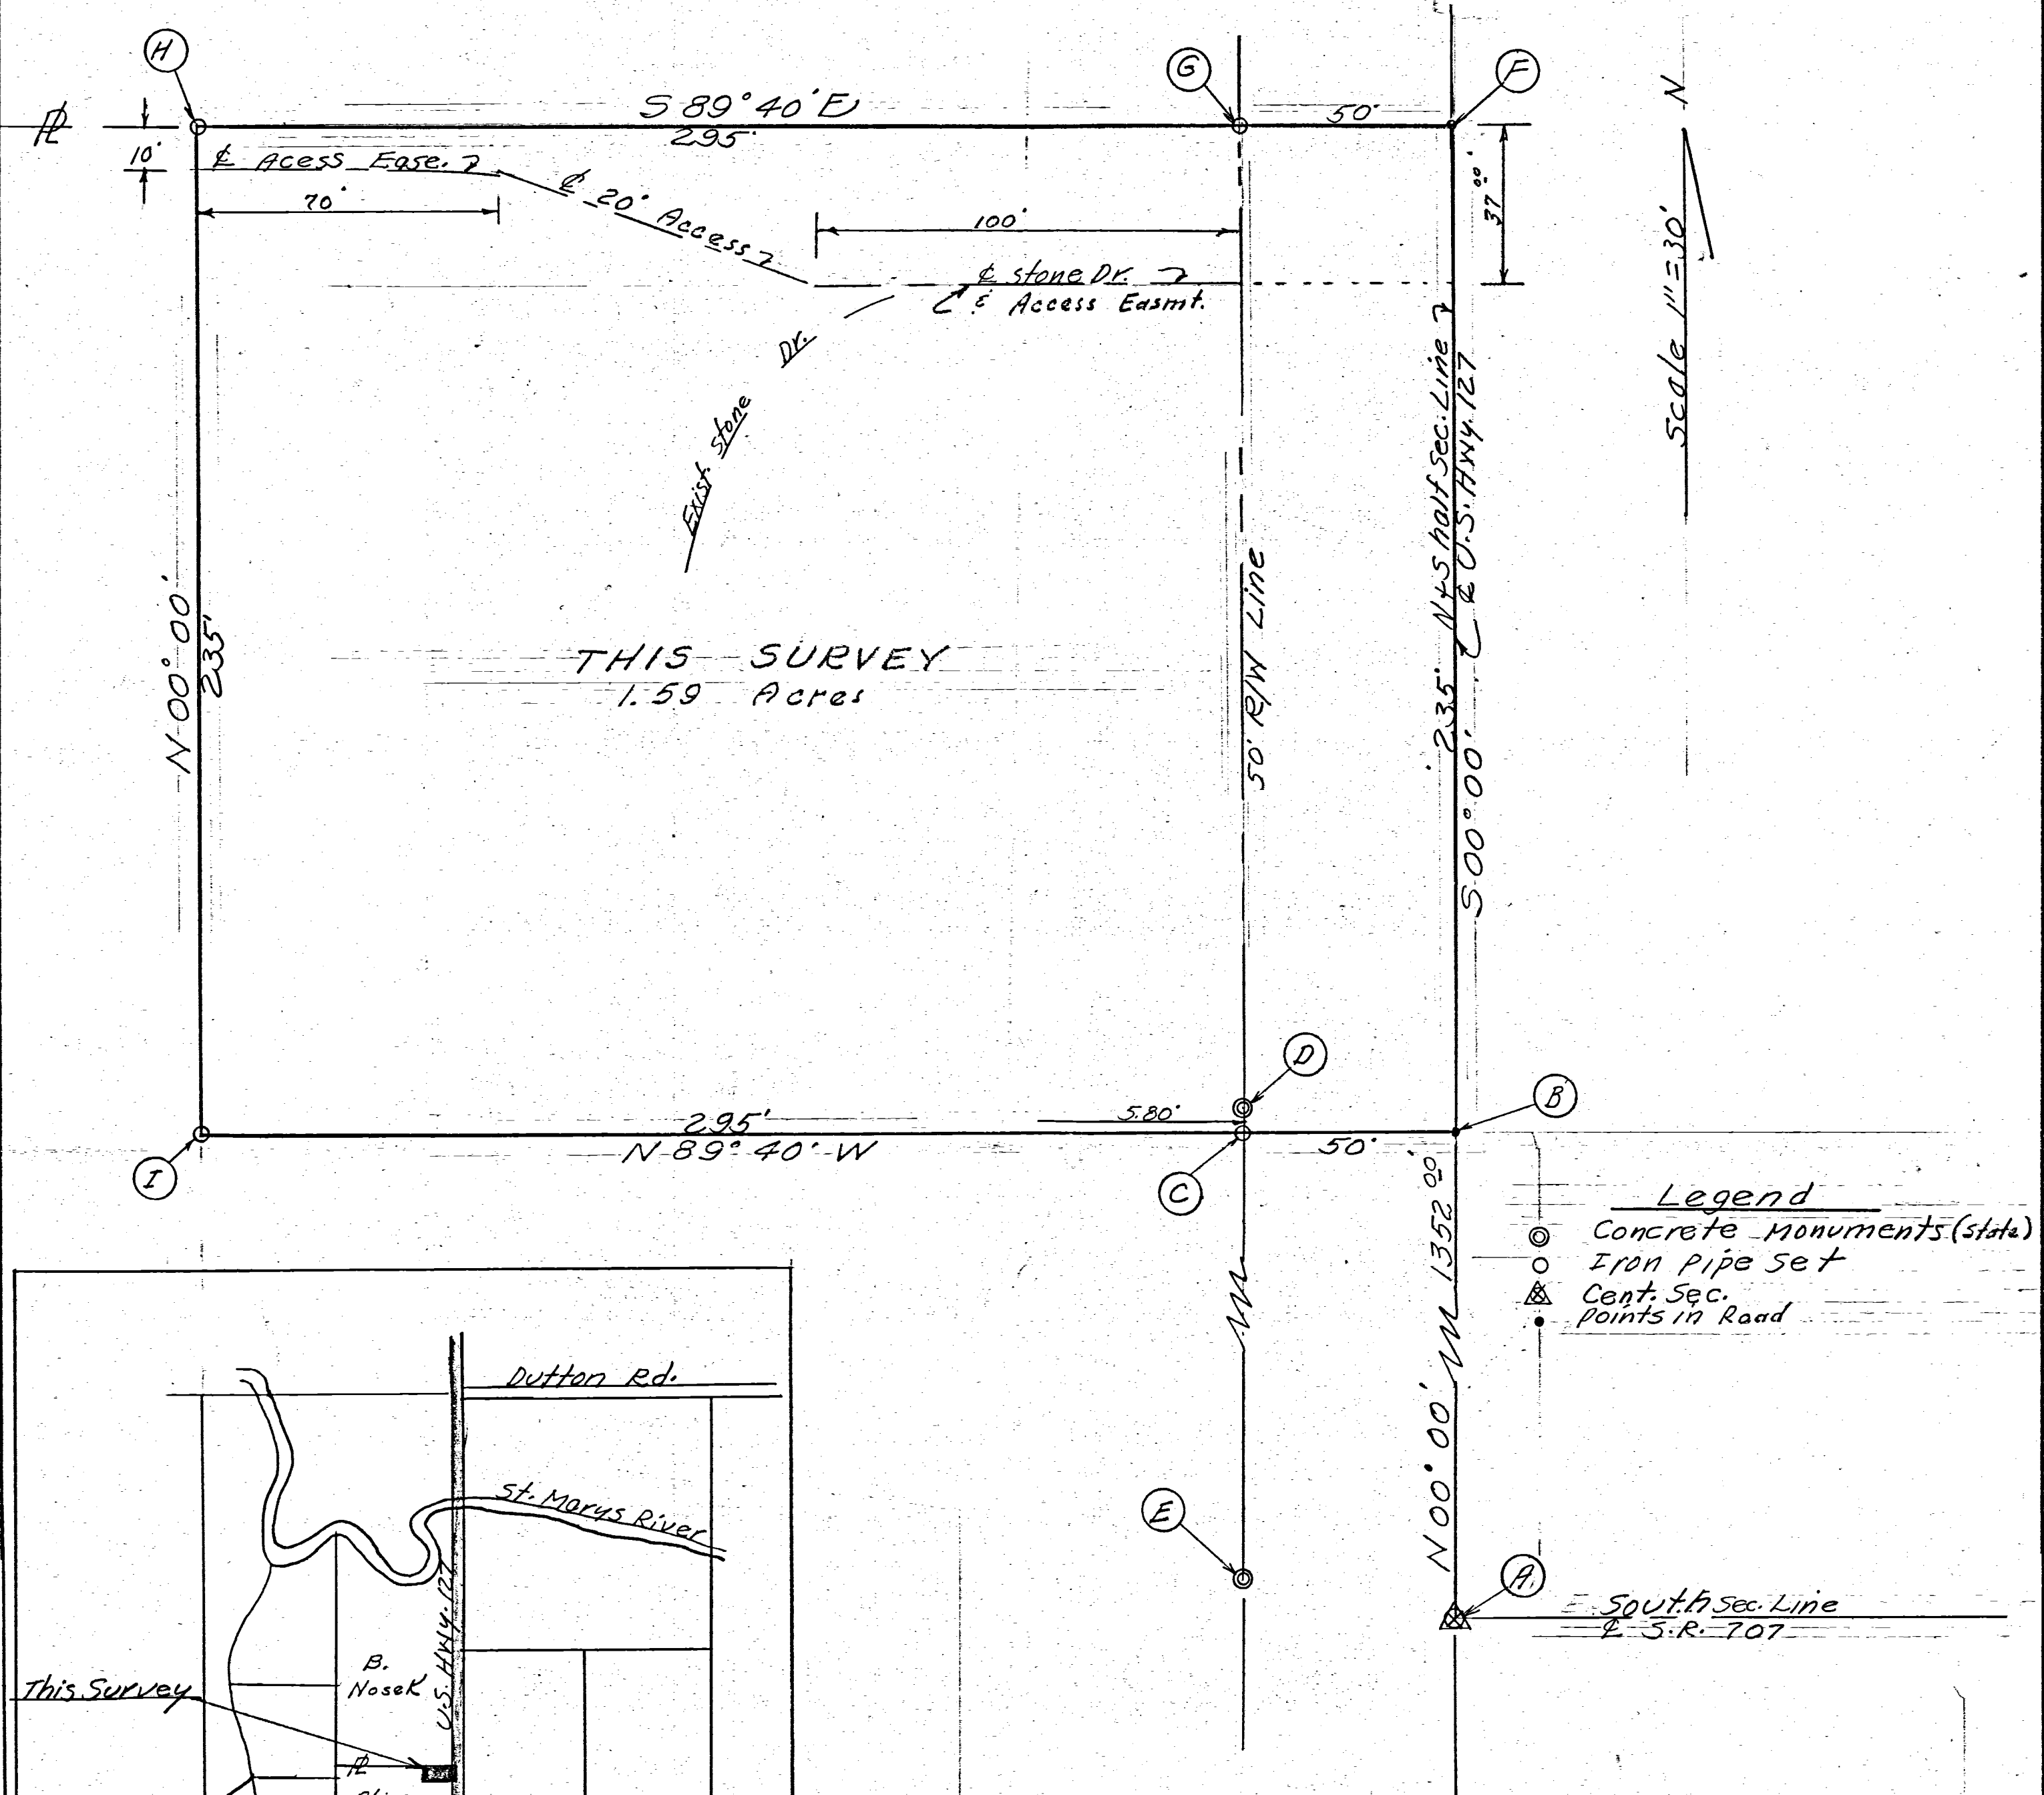 H
G
F
S 89° 40' E
295'
50'
N
℄ Acess Ease.
10'
70'
℄ 20' Access
100'
37 00'
Scale 1"=30'
℄ stone Dr.
& Access Easmt.
Exist. stone Dr.
N 00° 00'
235'
THIS SURVEY
1.59 Acres
50' R/W Line
N & S half Sec. Line
℄ U.S. Hwy. 127
235'
S 00° 00'
D
B
5.80'
295'
N 89° 40' W
50'
I
C
N 00° 00' 1352 00'
Legend
Concrete Monuments (state)
Iron Pipe Set
Cent. Sec.
Points in Road
E
A
South Sec. Line
℄ S.R. 707
Dutton Rd.
St. Marys River
U.S. Hwy. 127
B.
Nosek
This Survey